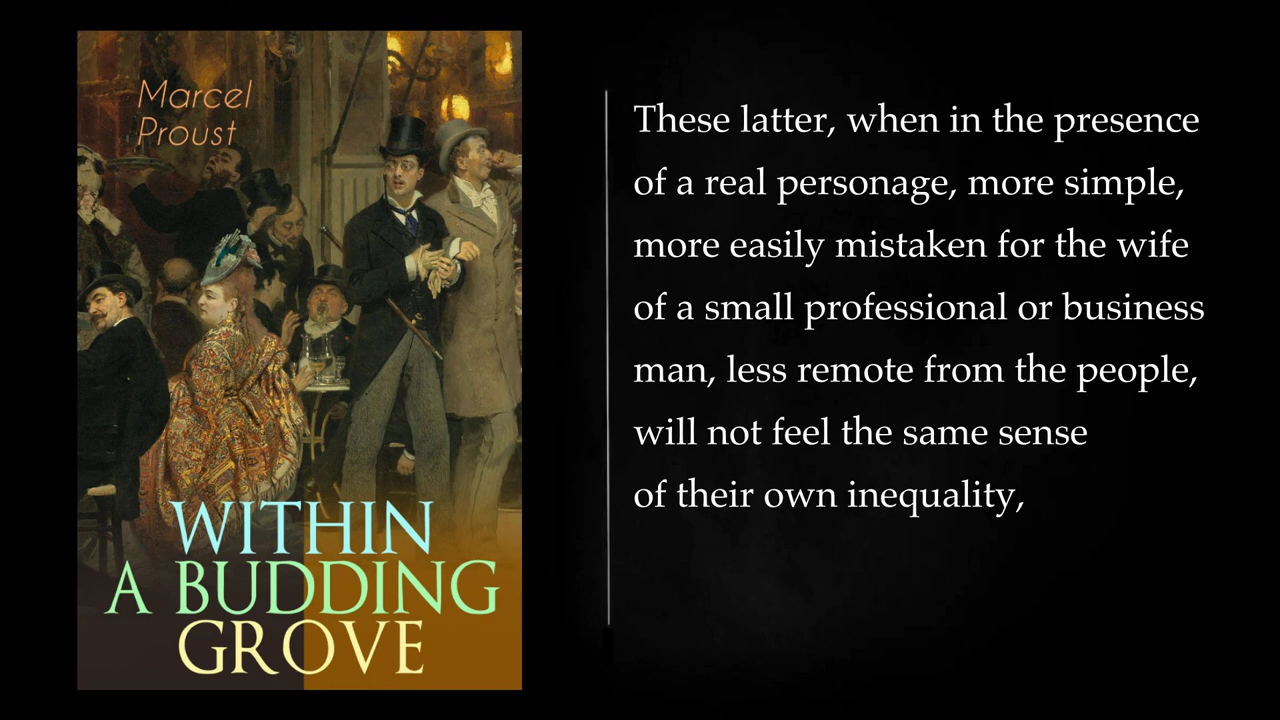 Marcel
Proust
WITHIN
A BUDDING
GROVE
These latter, when in the presence
of a real personage, more simple,
more easily mistaken for the wife
of a small professional or business
man, less remote from the people,
will not feel the same sense
of their own inequality,